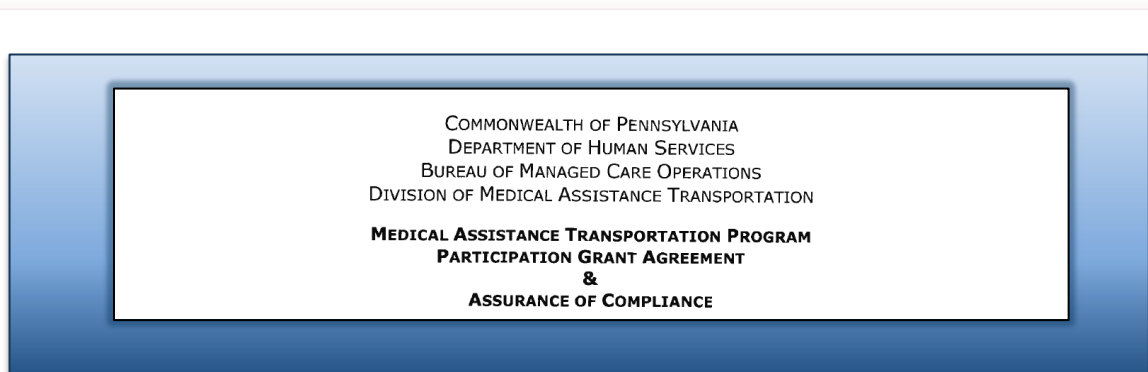 Commonwealth of Pennsylvania
Department of Human Services
Bureau of Managed Care Operations
Division of Medical Assistance Transportation
Medical Assistance Transportation Program
Participation Grant Agreement
&
Assurance of Compliance